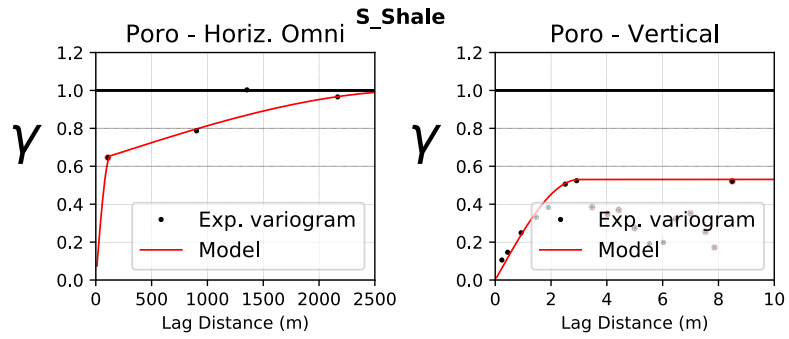 S_Shale
Poro - Horiz. Omni
1.2
1.0
0.8
0.6
0.4
0.2
0.0
γ
Exp. variogram
Model
0
500
1000
1500
2000
2500
Lag Distance (m)
Poro - Vertical
1.2
1.0
0.8
0.6
0.4
0.2
0.0
γ
Exp. variogram
Model
0
2
4
6
8
10
Lag Distance (m)